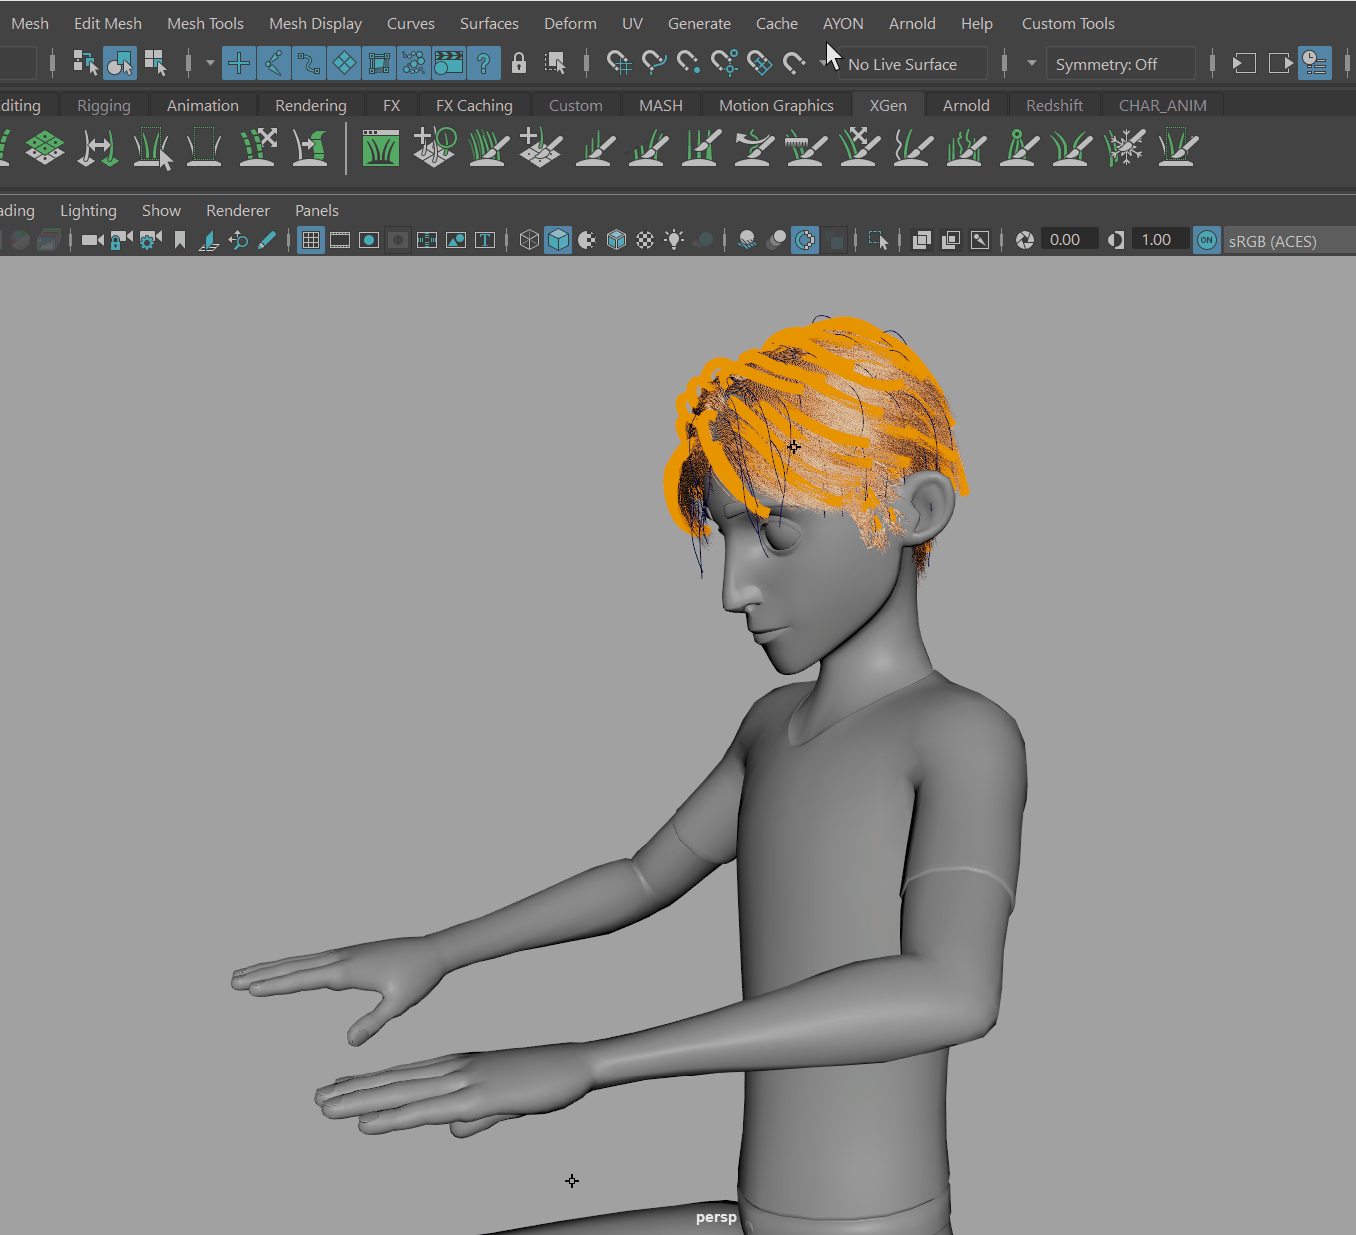 Mesh Edit Mesh Mesh Tools Mesh Display Curves Surfaces Deform UV Generate Cache AYON Arnold Help Custom Tools
No Live Surface Symmetry: Off
diting Rigging Animation Rendering FX FX Caching Custom MASH Motion Graphics XGen Arnold Redshift CHAR_ANIM
ading Lighting Show Renderer Panels
0.00 1.00 ON sRGB (ACES)
persp